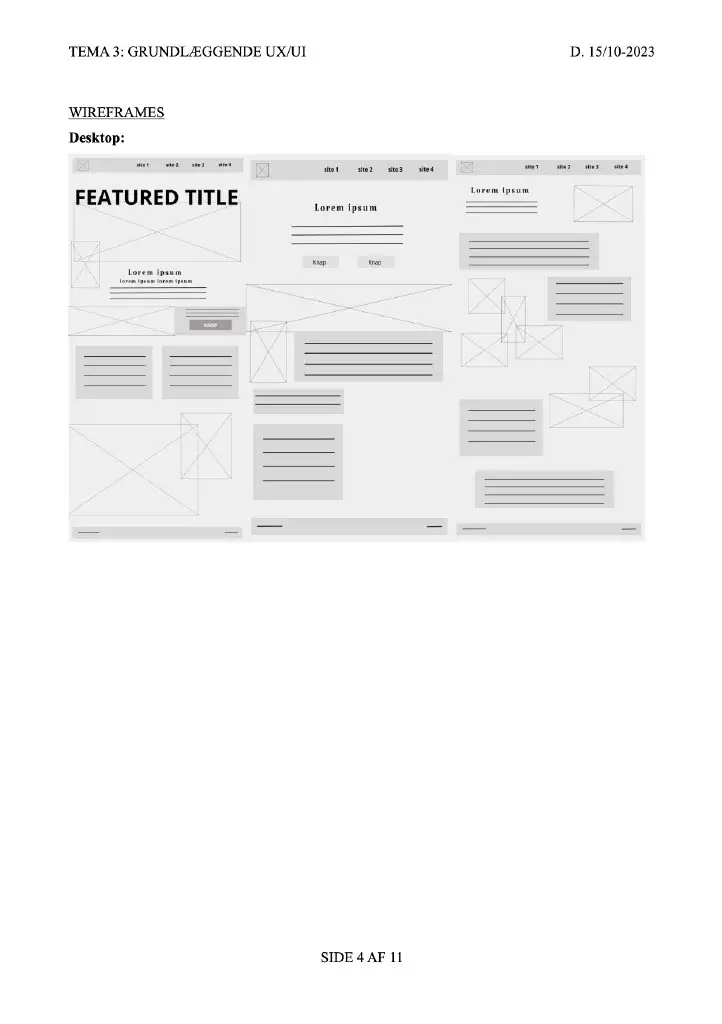 TEMA 3: GRUNDLÆGGENDE UX/UI D. 15/10-2023
WIREFRAMES
Desktop:
site 1 site 2 site 3 site 4
FEATURED TITLE
Lorem ipsum
lorem ipsum lorem ipsum
KNAP
site 1 site 2 site 3 site 4
Lorem ipsum
Knap Knap
site 1 site 2 site 3 site 4
Lorem ipsum
SIDE 4 AF 11